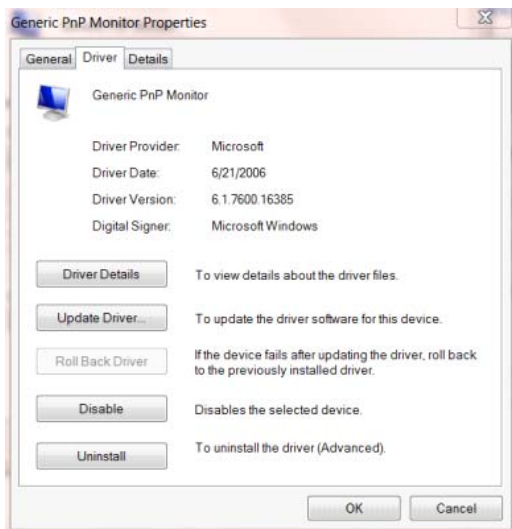 Generic PnP Monitor Properties
General Driver Details
Generic PnP Monitor
Driver Provider: Microsoft
Driver Date: 6/21/2006
Driver Version: 6.1.7600.16385
Digital Signer: Microsoft Windows
Driver Details To view details about the driver files.
Update Driver... To update the driver software for this device.
Roll Back Driver If the device fails after updating the driver, roll back
to the previously installed driver.
Disable Disables the selected device.
Uninstall To uninstall the driver (Advanced).
OK Cancel